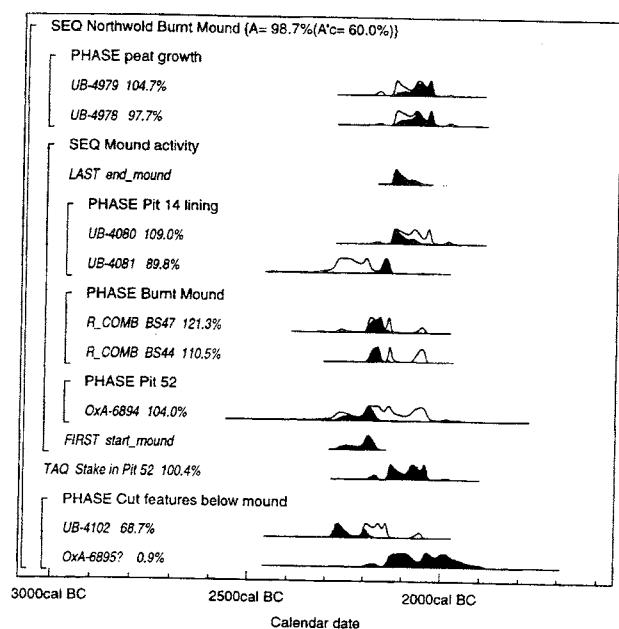 SEQ Northwold Burnt Mound {A= 98.7%(A'c= 60.0%)}
PHASE peat growth
UB-4979 104.7%
UB-4978 97.7%
SEQ Mound activity
LAST end_mound
PHASE Pit 14 lining
UB-4080 109.0%
UB-4081 89.8%
PHASE Burnt Mound
R_COMB BS47 121.3%
R_COMB BS44 110.5%
PHASE Pit 52
OxA-6894 104.0%
FIRST start_mound
TAQ Stake in Pit 52 100.4%
PHASE Cut features below mound
UB-4102 68.7%
OxA-6895? 0.9%
3000cal BC 2500cal BC 2000cal BC
Calendar date